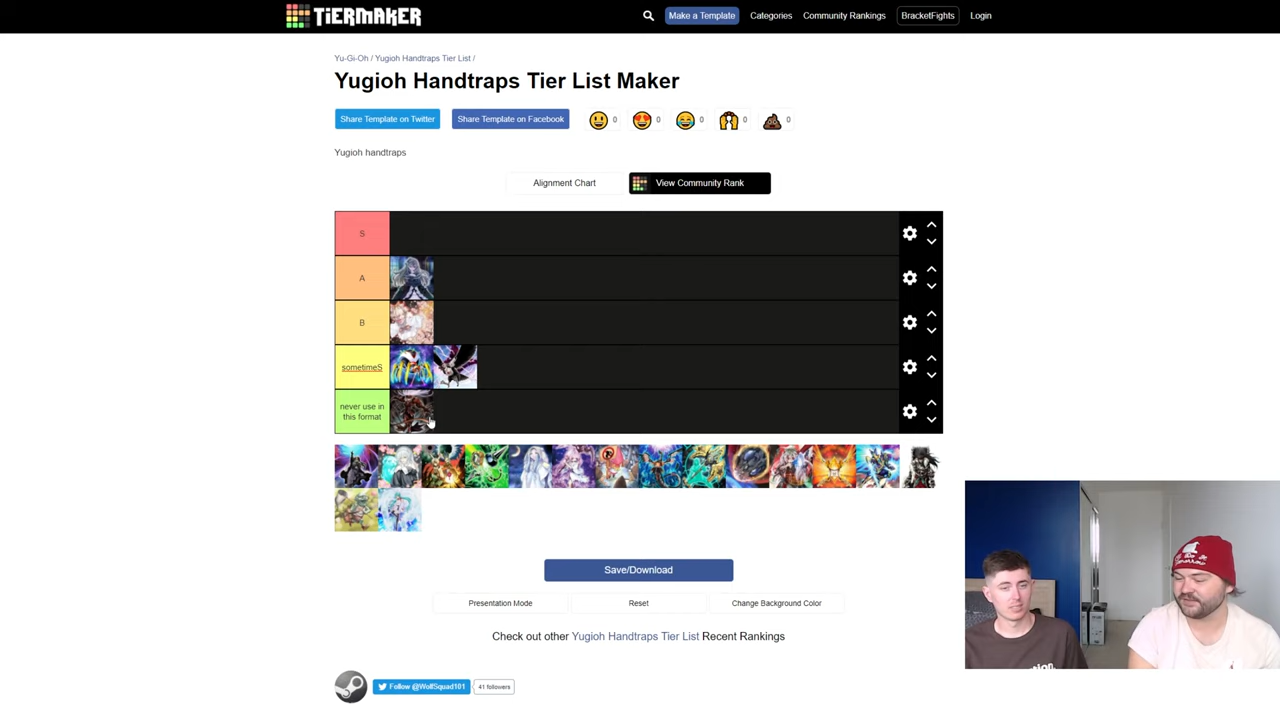 TiERMAKER
Make a Template
Categories
Community Rankings
BracketFights
Login
Yu-Gi-Oh / Yugioh Handtraps Tier List /
Yugioh Handtraps Tier List Maker
Share Template on Twitter
Share Template on Facebook
0
0
0
0
0
Yugioh handtraps
Alignment Chart
View Community Rank
S
A
B
sometimeS
never use in
this format
Save/Download
Presentation Mode
Reset
Change Background Color
Check out other Yugioh Handtraps Tier List Recent Rankings
Follow @WolfSquad101
41 followers